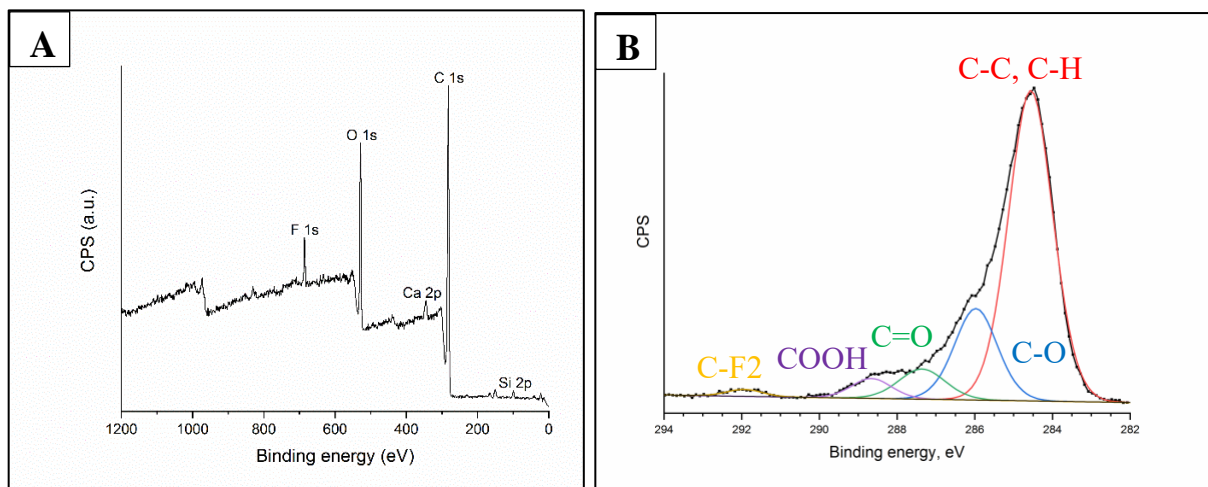 A
C 1s
O 1s
F 1s
Ca 2p
Si 2p
CPS (a.u.)
1200 1000 800 600 400 200 0
Binding energy (eV)
B
C-C, C-H
C=O
COOH
C-O
C-F2
CPS
294 292 290 288 286 284 282
Binding energy, eV